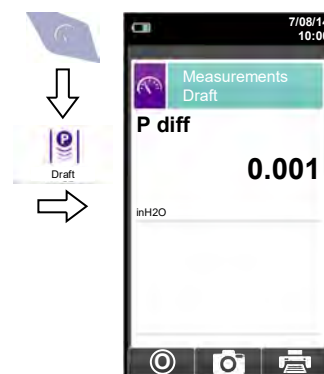 7/08/14
10:00
Measurements
Draft
P diff
0.001
P
Draft
inH2O